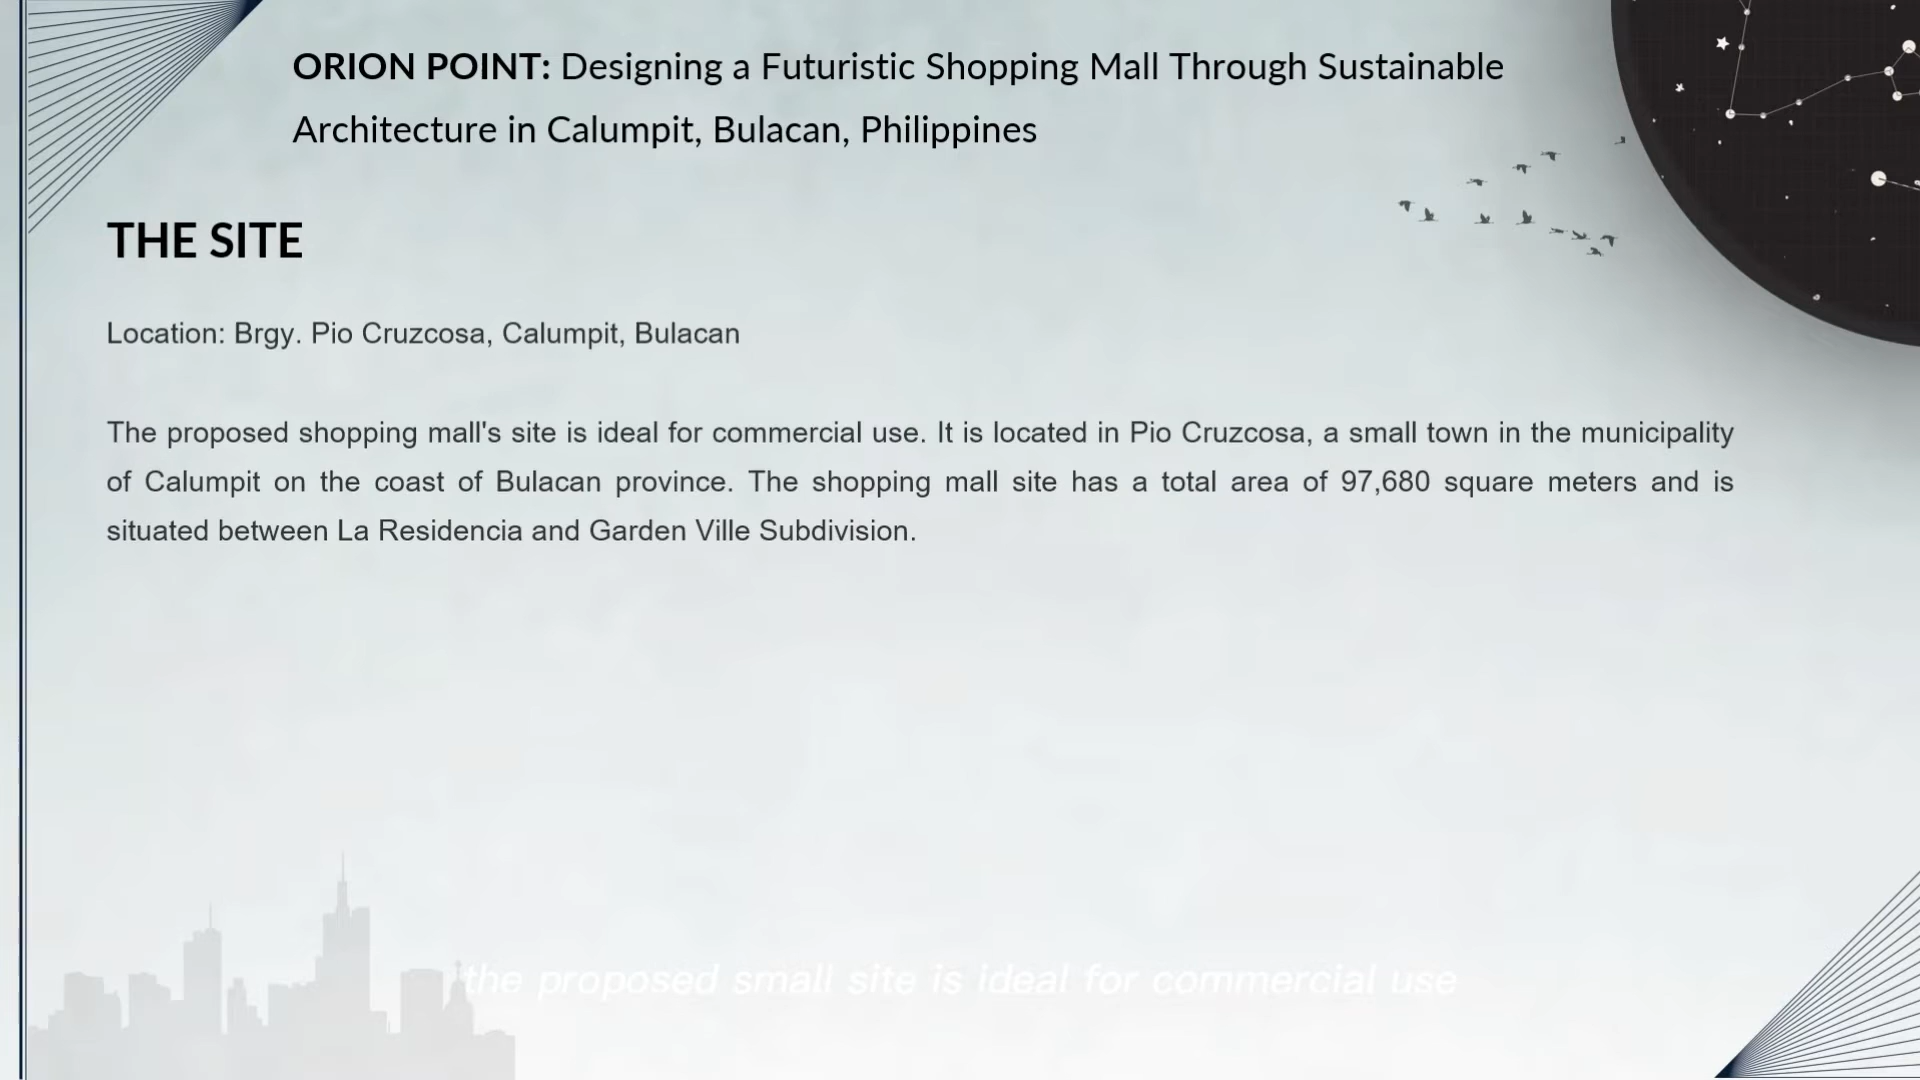 ORION POINT: Designing a Futuristic Shopping Mall Through Sustainable
Architecture in Calumpit, Bulacan, Philippines
THE SITE
Location: Brgy. Pio Cruzcosa, Calumpit, Bulacan
The proposed shopping mall's site is ideal for commercial use. It is located in Pio Cruzcosa, a small town in the municipality
of Calumpit on the coast of Bulacan province. The shopping mall site has a total area of 97,680 square meters and is
situated between La Residencia and Garden Ville Subdivision.
the proposed small site is ideal for commercial use